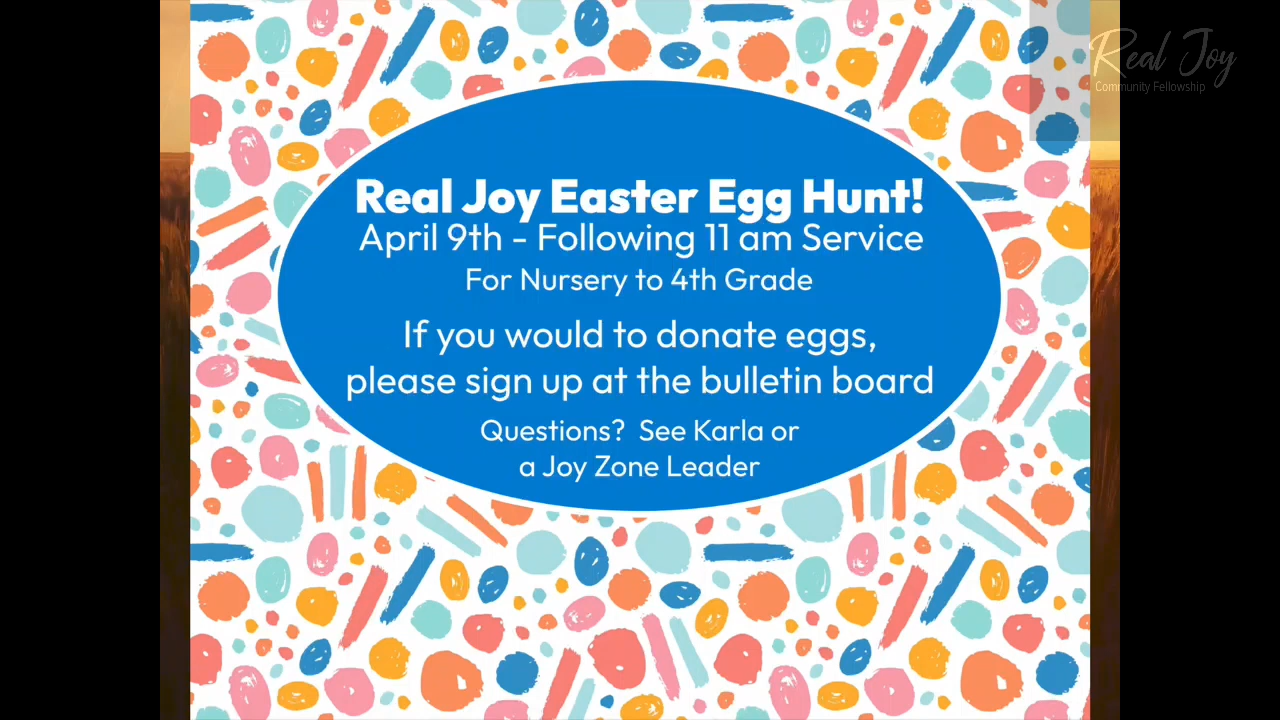 Real Joy
Community Fellowship
Real Joy Easter Egg Hunt!
April 9th - Following 11 am Service
For Nursery to 4th Grade
If you would to donate eggs,
please sign up at the bulletin board
Questions? See Karla or
a Joy Zone Leader